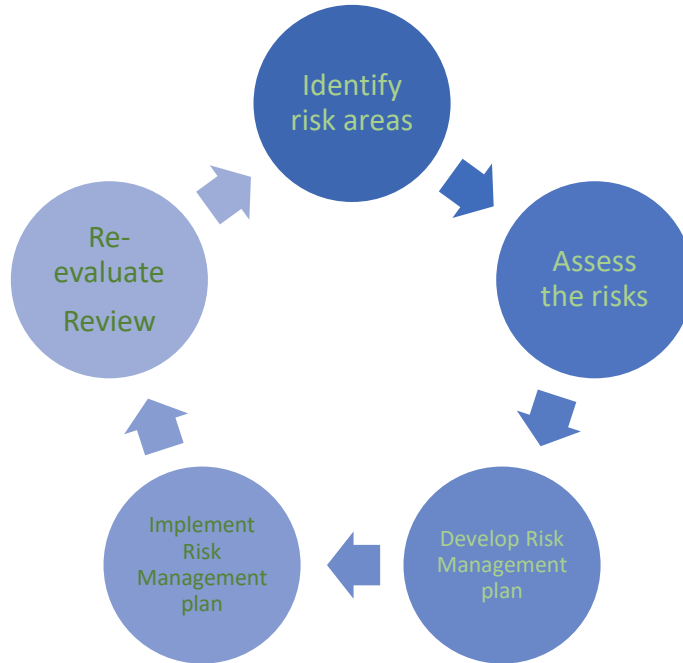 Identify
risk areas
Assess
the risks
Develop Risk
Management
plan
Implement
Risk
Management
plan
Re-
evaluate
Review